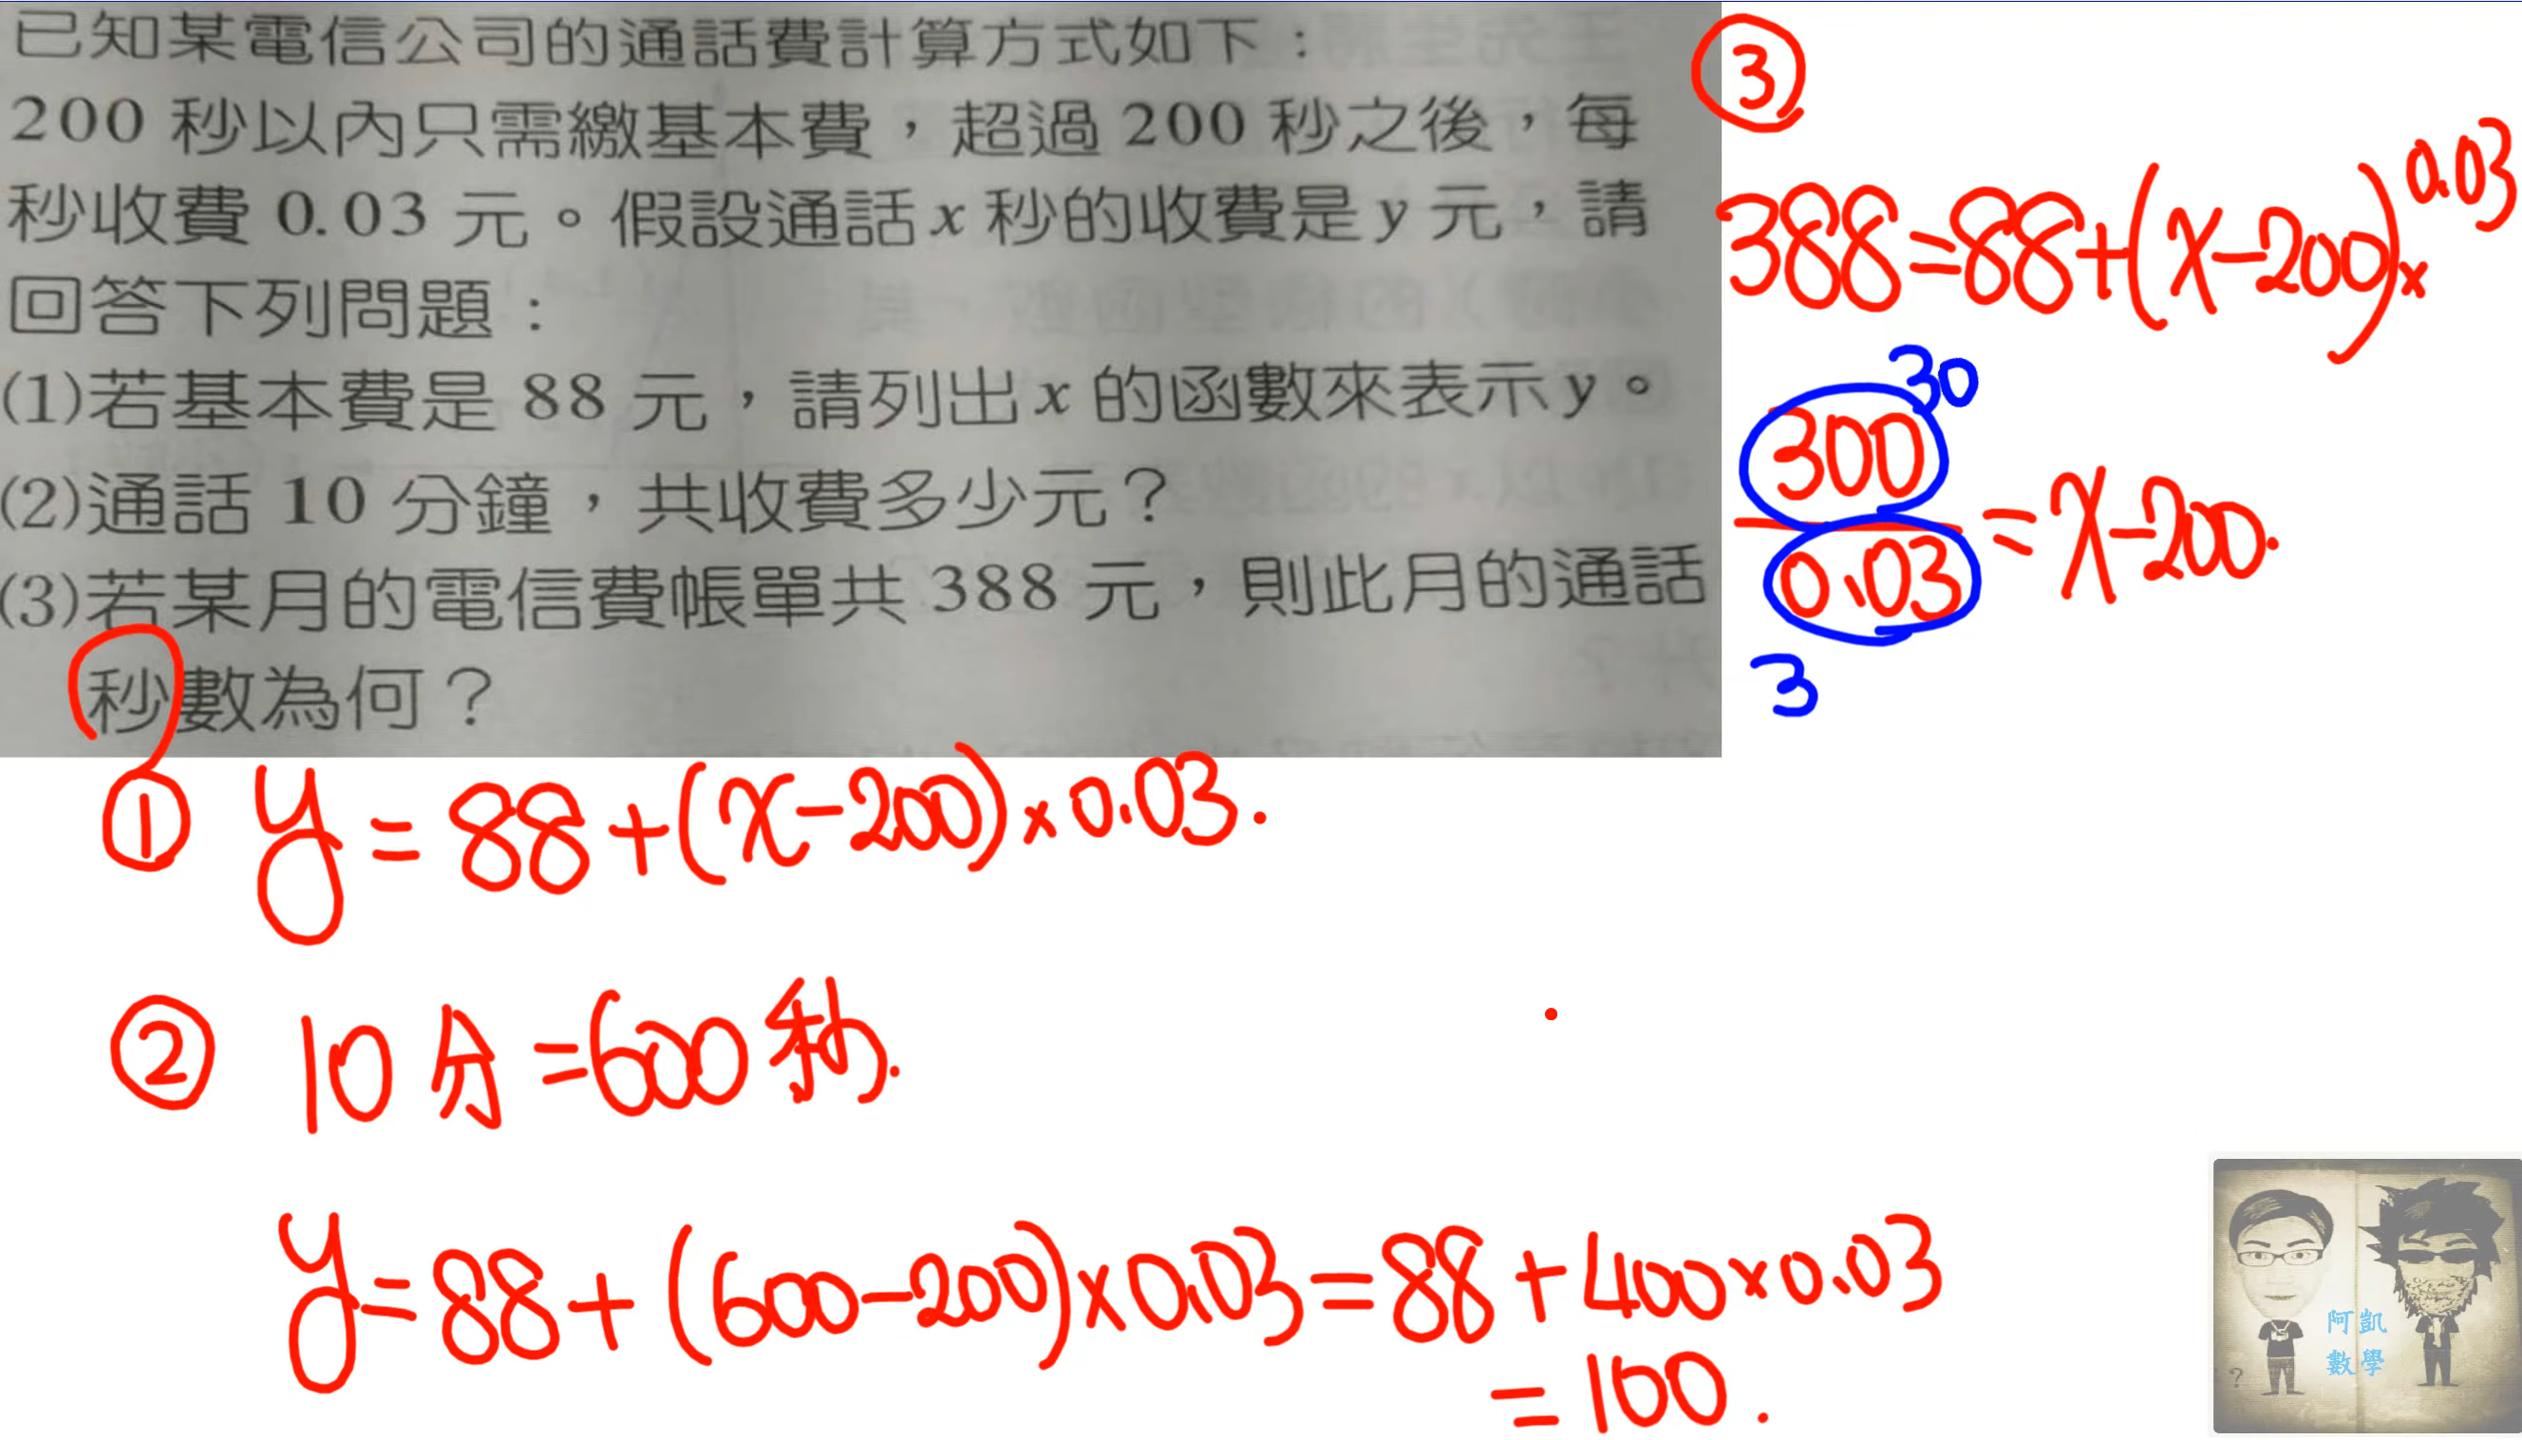 已知某電信公司的通話費計算方式如下：
200 秒以內只需繳基本費，超過 200 秒之後，每
秒收費 0.03 元。假設通話 x 秒的收費是 y 元，請
回答下列問題：
(1)若基本費是 88 元，請列出 x 的函數來表示 y。
(2)通話 10 分鐘，共收費多少元？
(3)若某月的電信費帳單共 388 元，則此月的通話
秒數為何？
① y = 88 + (x-200) × 0.03.
② 10 分 = 600 秒.
y = 88 + (600-200) × 0.03 = 88 + 400 × 0.03
= 100.
③
388 = 88 + (x-200) × 0.03
30
300
= x-200.
0.03
3
阿凱
數學
?